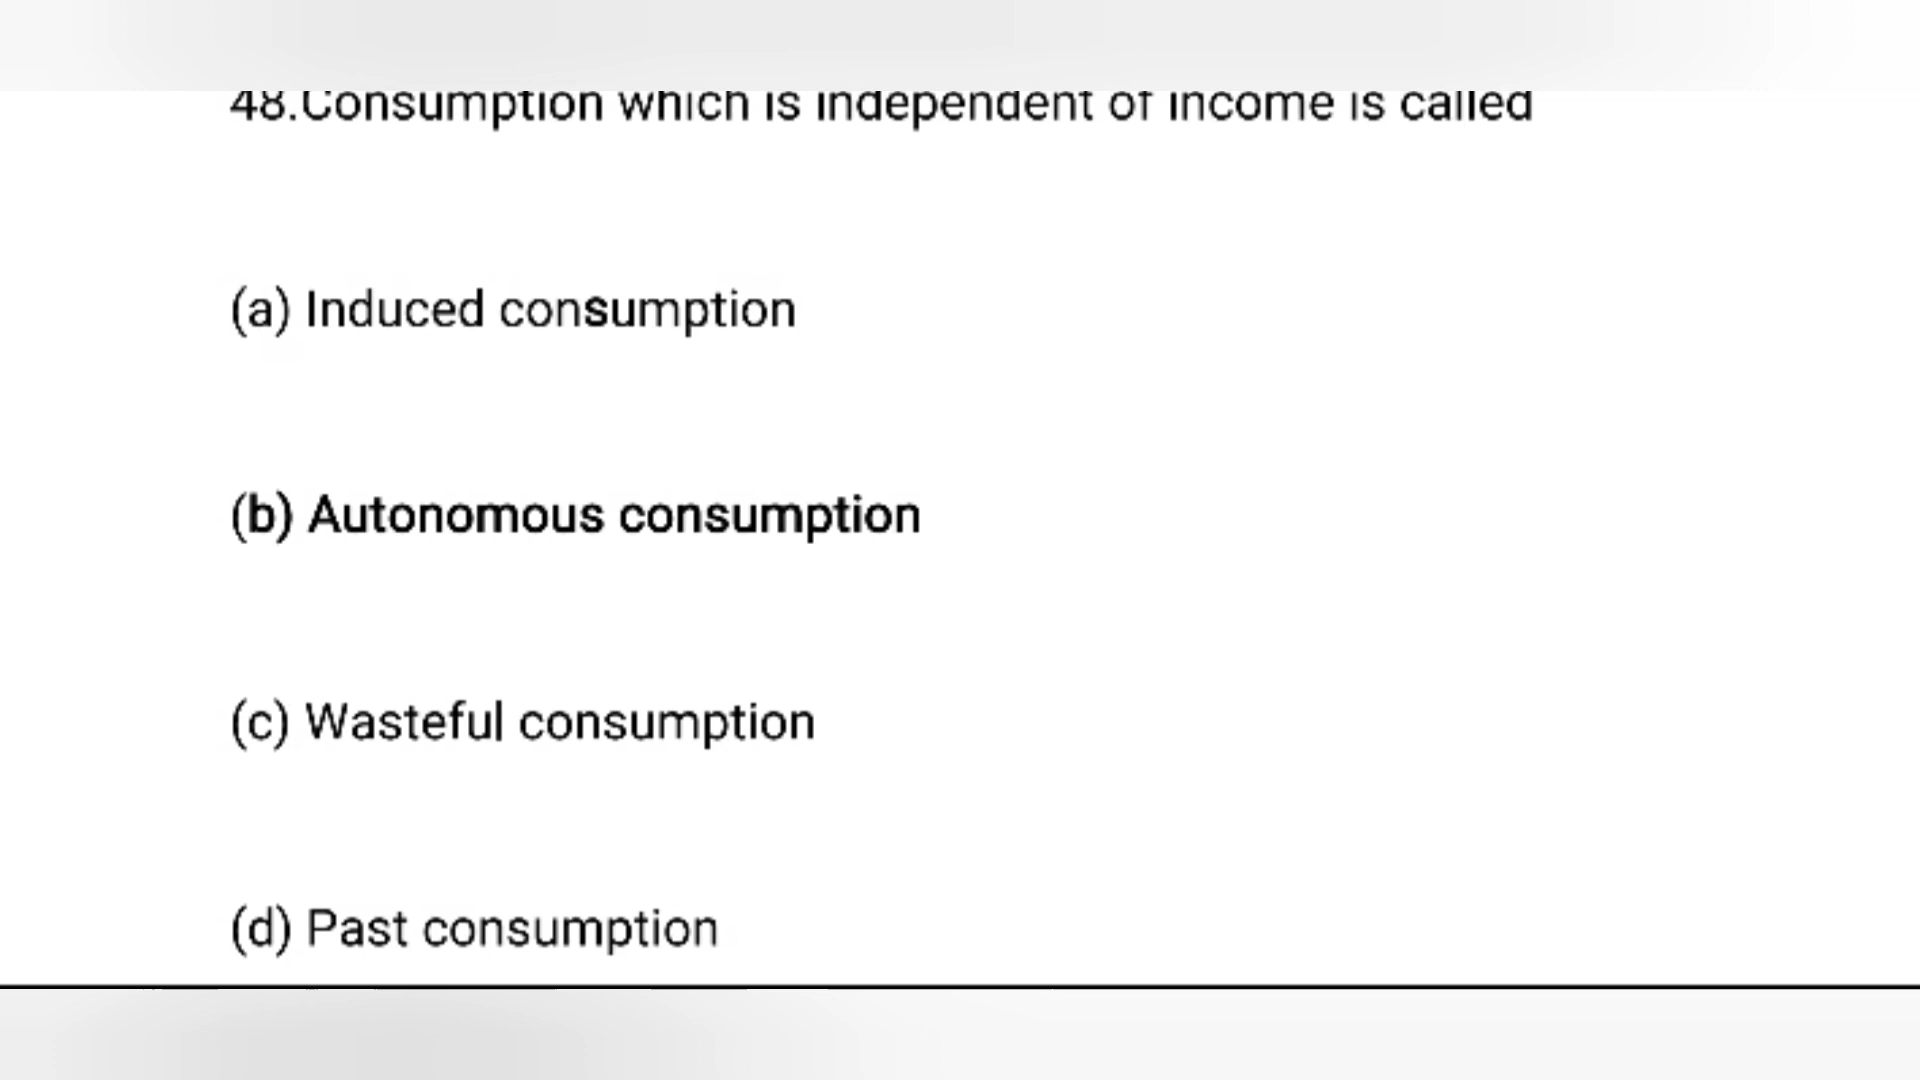 48.Consumption which is independent of income is called
(a) Induced consumption
(b) Autonomous consumption
(c) Wasteful consumption
(d) Past consumption